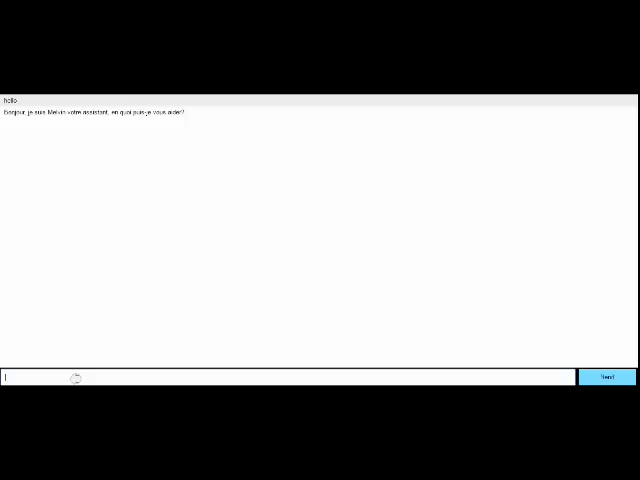 hello
Bonjour, je suis Melvin votre assistant, en quoi puis-je vous aider?
Send